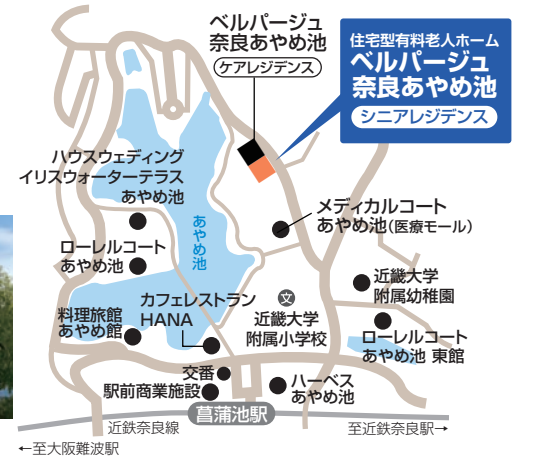 ベルパージュ
奈良あやめ池
ケアレジデンス
住宅型有料老人ホーム
ベルパージュ
奈良あやめ池
シニアレジデンス
ハウスウェディング
イリスウォーターテラス
あやめ池
あやめ池
メディカルコート
あやめ池(医療モール)
ローレルコート
あやめ池
近畿大学
附属幼稚園
カフェレストラン
HANA
文
近畿大学
附属小学校
料理旅館
あやめ館
ローレルコート
あやめ池 東館
交番
駅前商業施設
ハーベス
あやめ池
菖蒲池駅
近鉄奈良線
至近鉄奈良駅→
←至大阪難波駅